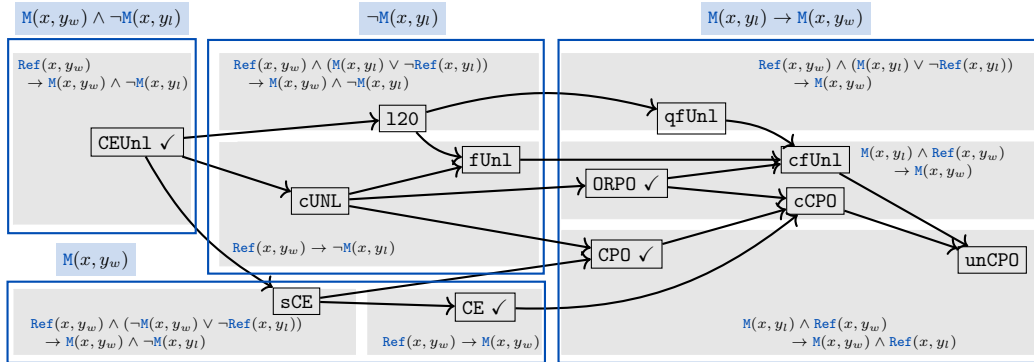 M(x, y_w) ∧ ¬M(x, y_l)
¬M(x, y_l)
M(x, y_l) → M(x, y_w)
Ref(x, y_w)
→ M(x, y_w) ∧ ¬M(x, y_l)
Ref(x, y_w) ∧ (M(x, y_l) ∨ ¬Ref(x, y_l))
→ M(x, y_w) ∧ ¬M(x, y_l)
Ref(x, y_w) ∧ (M(x, y_l) ∨ ¬Ref(x, y_l))
→ M(x, y_w)
l20
qfUnl
CEUnl ✓
fUnl
cfUnl
M(x, y_l) ∧ Ref(x, y_w)
→ M(x, y_w)
ORPO ✓
cUNL
cCPO
Ref(x, y_w) → ¬M(x, y_l)
CPO ✓
unCPO
M(x, y_w)
sCE
CE ✓
Ref(x, y_w) ∧ (¬M(x, y_w) ∨ ¬Ref(x, y_l))
→ M(x, y_w) ∧ ¬M(x, y_l)
Ref(x, y_w) → M(x, y_w)
M(x, y_l) ∧ Ref(x, y_w)
→ M(x, y_w) ∧ Ref(x, y_l)